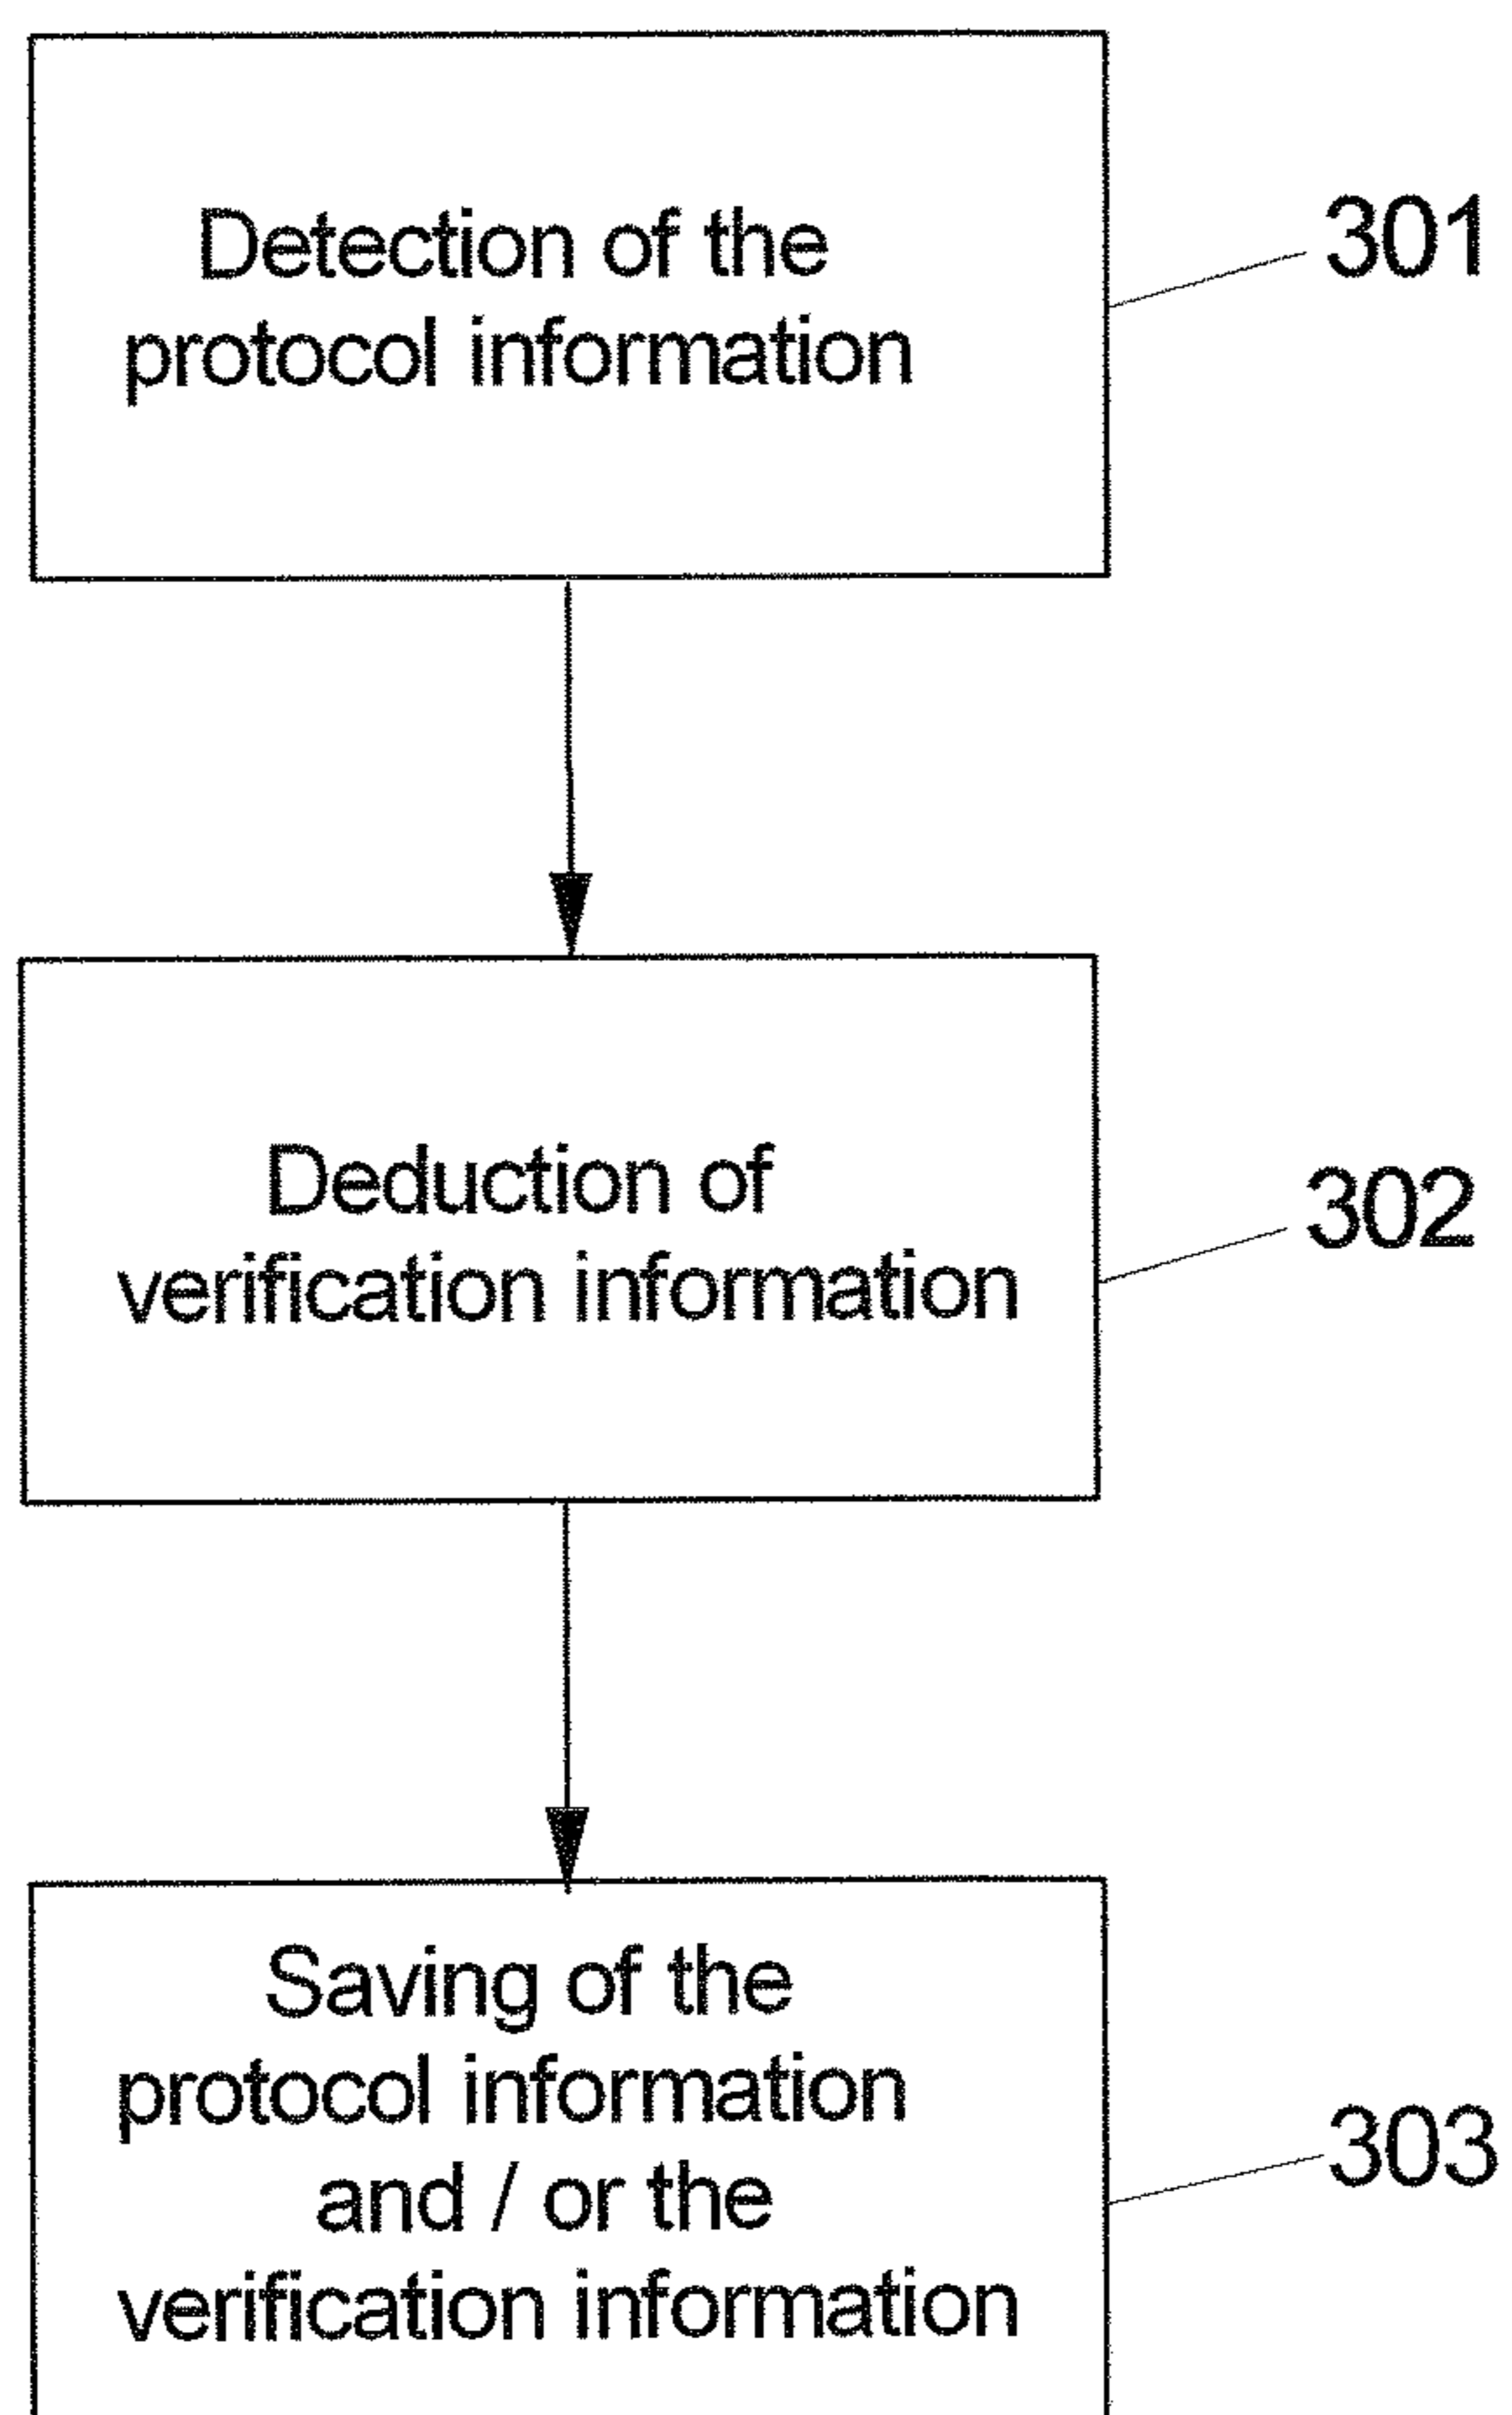 Detection of the
protocol information
301
Deduction of
verification information
302
Saving of the
protocol information
and / or the
verification information
303